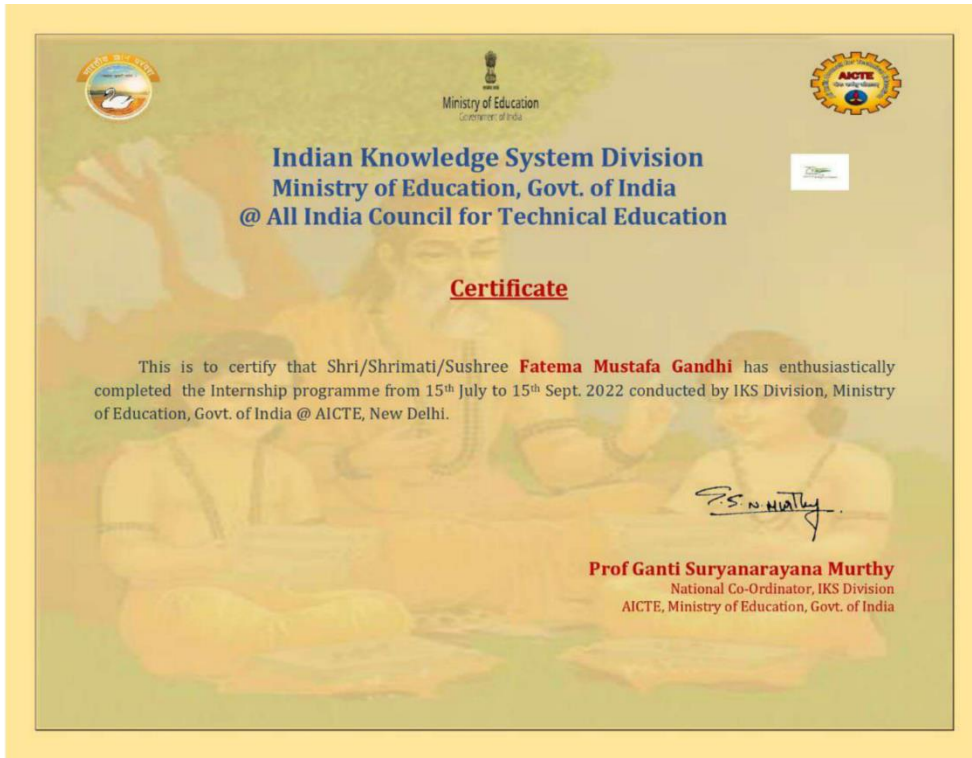 Ministry of Education
Government of India
AICTE
Indian Knowledge System Division
Ministry of Education, Govt. of India
@ All India Council for Technical Education
Certificate
This is to certify that Shri/Shrimati/Sushree Fatema Mustafa Gandhi has enthusiastically
completed the Internship programme from 15th July to 15th Sept. 2022 conducted by IKS Division, Ministry
of Education, Govt. of India @ AICTE, New Delhi.
G.S.N. Murthy
Prof Ganti Suryanarayana Murthy
National Co-Ordinator, IKS Division
AICTE, Ministry of Education, Govt. of India